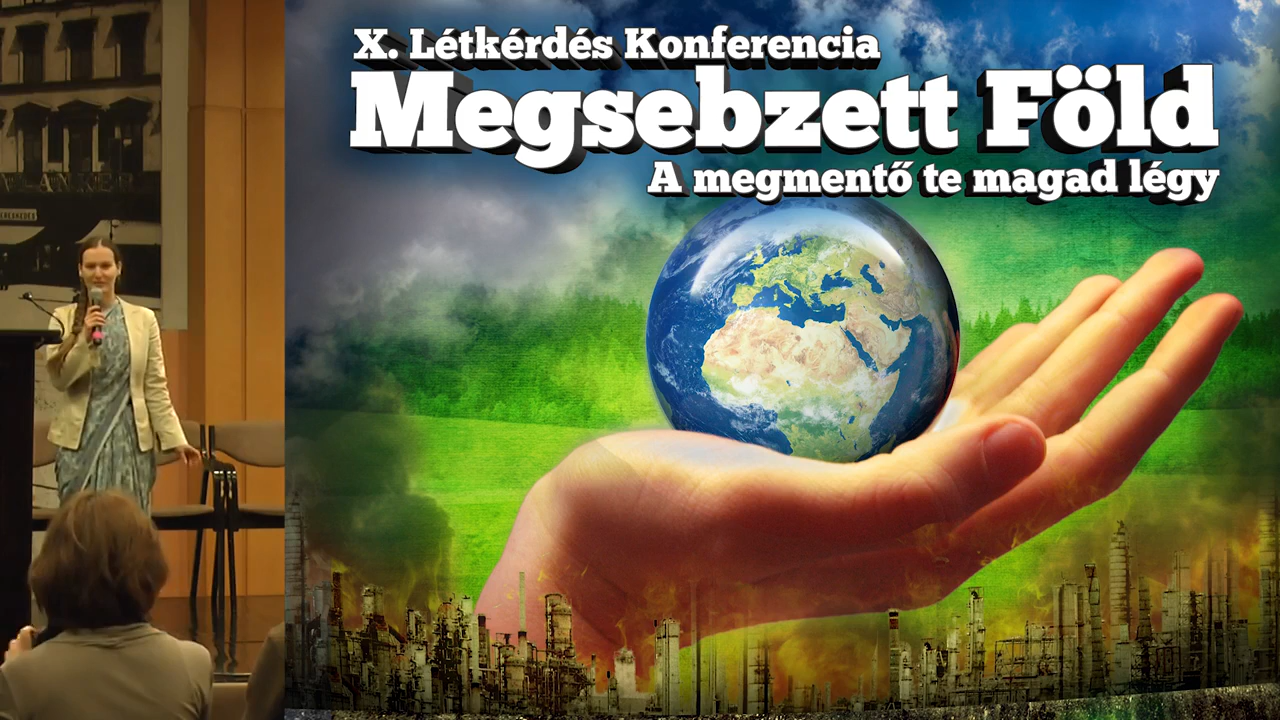 X. Létkérdés Konferencia
Megsebzett Föld
A megmentő te magad légy